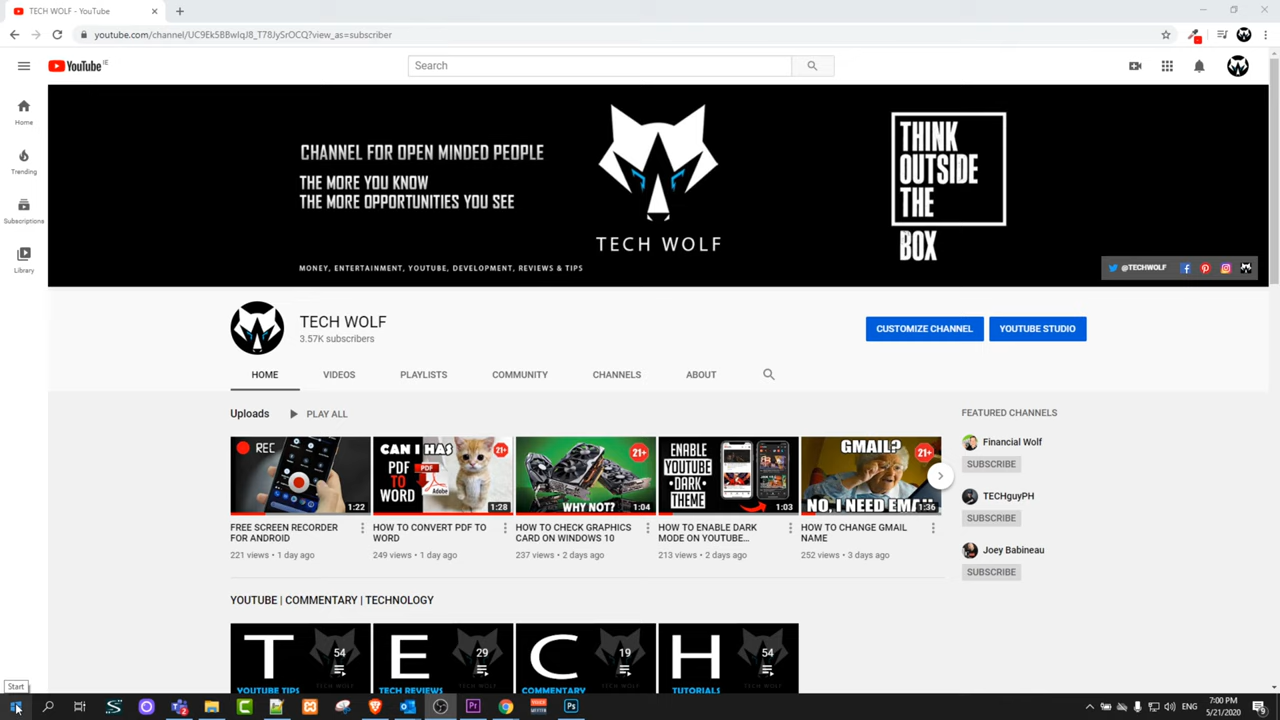 TECH WOLF - YouTube
youtube.com/channel/UC9Ek5BBwIqJ8_T78JySrOCQ?view_as=subscriber
YouTube IE
Search
Home
Trending
Subscriptions
Library
CHANNEL FOR OPEN MINDED PEOPLE
THE MORE YOU KNOW
THE MORE OPPORTUNITIES YOU SEE
MONEY, ENTERTAINMENT, YOUTUBE, DEVELOPMENT, REVIEWS & TIPS
TECH WOLF
THINK
OUTSIDE
THE
BOX
@TECHWOLF
TECH WOLF
3.57K subscribers
CUSTOMIZE CHANNEL
YOUTUBE STUDIO
HOME
VIDEOS
PLAYLISTS
COMMUNITY
CHANNELS
ABOUT
Uploads
PLAY ALL
REC
1:22
FREE SCREEN RECORDER
FOR ANDROID
221 views • 1 day ago
CAN I HAS
PDF
TO
WORD
PDF
Adobe
21+
1:28
HOW TO CONVERT PDF TO
WORD
249 views • 1 day ago
21+
WHY NOT?
1:04
HOW TO CHECK GRAPHICS
CARD ON WINDOWS 10
237 views • 2 days ago
ENABLE
YOUTUBE
DARK
THEME
1:03
HOW TO ENABLE DARK
MODE ON YOUTUBE...
213 views • 2 days ago
GMAIL?
21+
NO, I NEED EMAIL
1:36
HOW TO CHANGE GMAIL
NAME
252 views • 3 days ago
FEATURED CHANNELS
Financial Wolf
SUBSCRIBE
TECHguyPH
SUBSCRIBE
Joey Babineau
SUBSCRIBE
YOUTUBE | COMMENTARY | TECHNOLOGY
T
54
YOUTUBE TIPS
E
29
TECH REVIEWS
C
19
COMMENTARY
H
54
TUTORIALS
Start
Pr
Ps
ENG
7:00 PM
5/21/2020